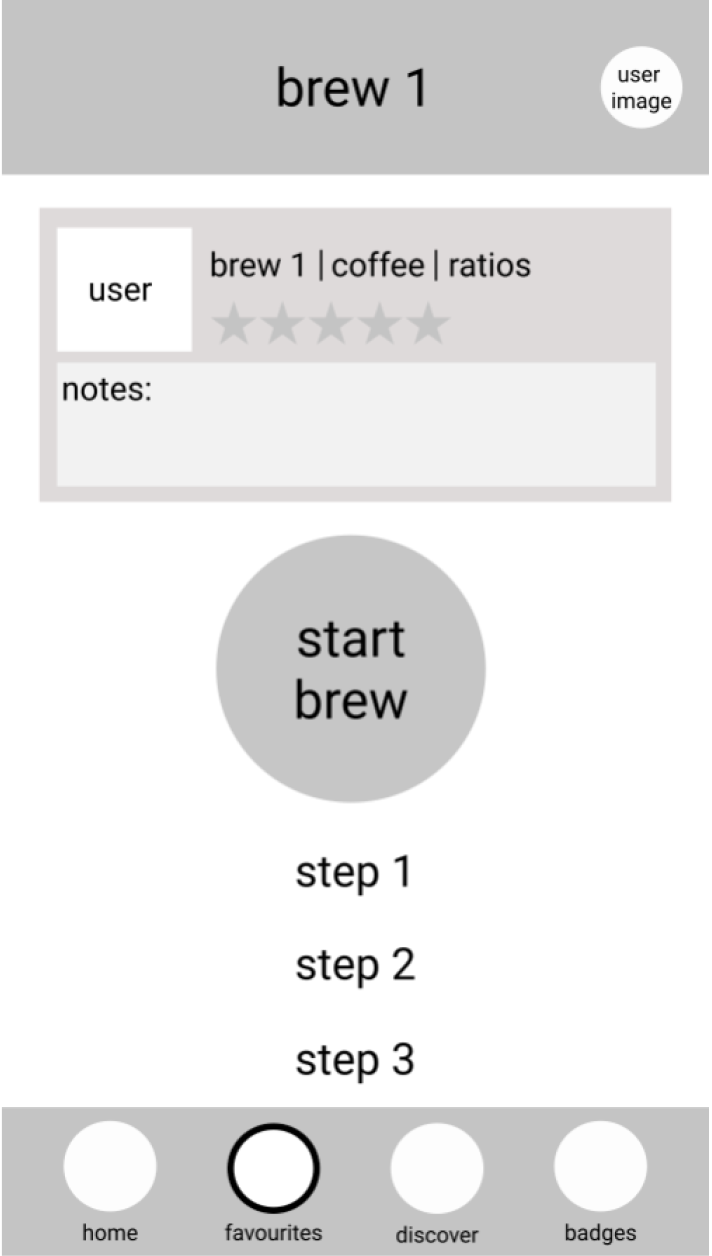 brew 1
user
image
user
brew 1 | coffee | ratios
notes:
start
brew
step 1
step 2
step 3
home
favourites
discover
badges